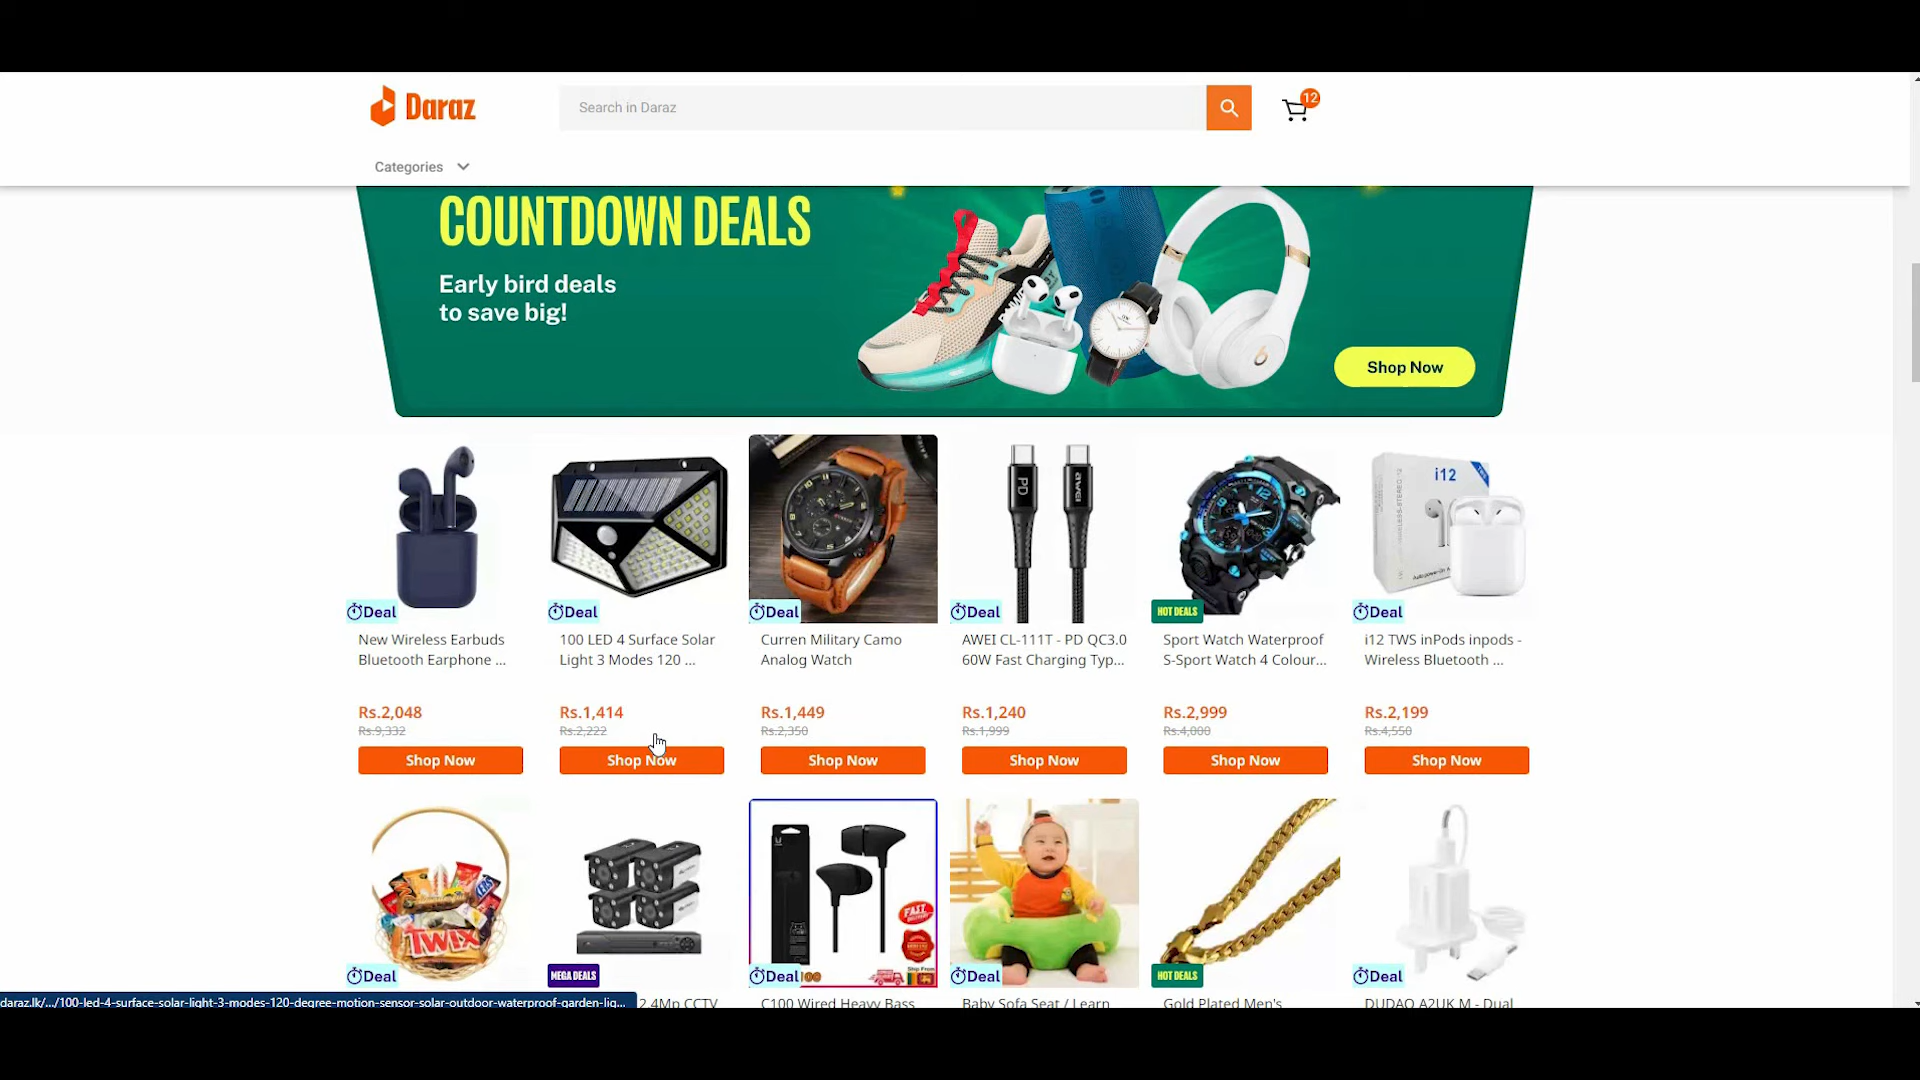 Daraz
Search in Daraz
12
Categories
COUNTDOWN DEALS
Early bird deals
to save big!
Shop Now
i12
PD
awei
Deal
Deal
Deal
Deal
HOT DEALS
Deal
New Wireless Earbuds
Bluetooth Earphone ...
100 LED 4 Surface Solar
Light 3 Modes 120 ...
Curren Military Camo
Analog Watch
AWEI CL-111T - PD QC3.0
60W Fast Charging Typ...
Sport Watch Waterproof
S-Sport Watch 4 Colour...
i12 TWS inPods inpods -
Wireless Bluetooth ...
Rs.2,048
Rs.9,332
Shop Now
Rs.1,414
Rs.2,222
Shop Now
Rs.1,449
Rs.2,350
Shop Now
Rs.1,240
Rs.1,999
Shop Now
Rs.2,999
Rs.4,000
Shop Now
Rs.2,199
Rs.4,550
Shop Now
TWIX
Deal
MEGA DEALS
Deal
Deal
HOT DEALS
Deal
daraz.lk/.../100-led-4-surface-solar-light-3-modes-120-degree-motion-sensor-solar-outdoor-waterproof-garden-lig...
2.4Mp CCTV
C100 Wired Heavy Bass
Baby Sofa Seat / Learn
Gold Plated Men's
DUDAO A2UK M - Dual